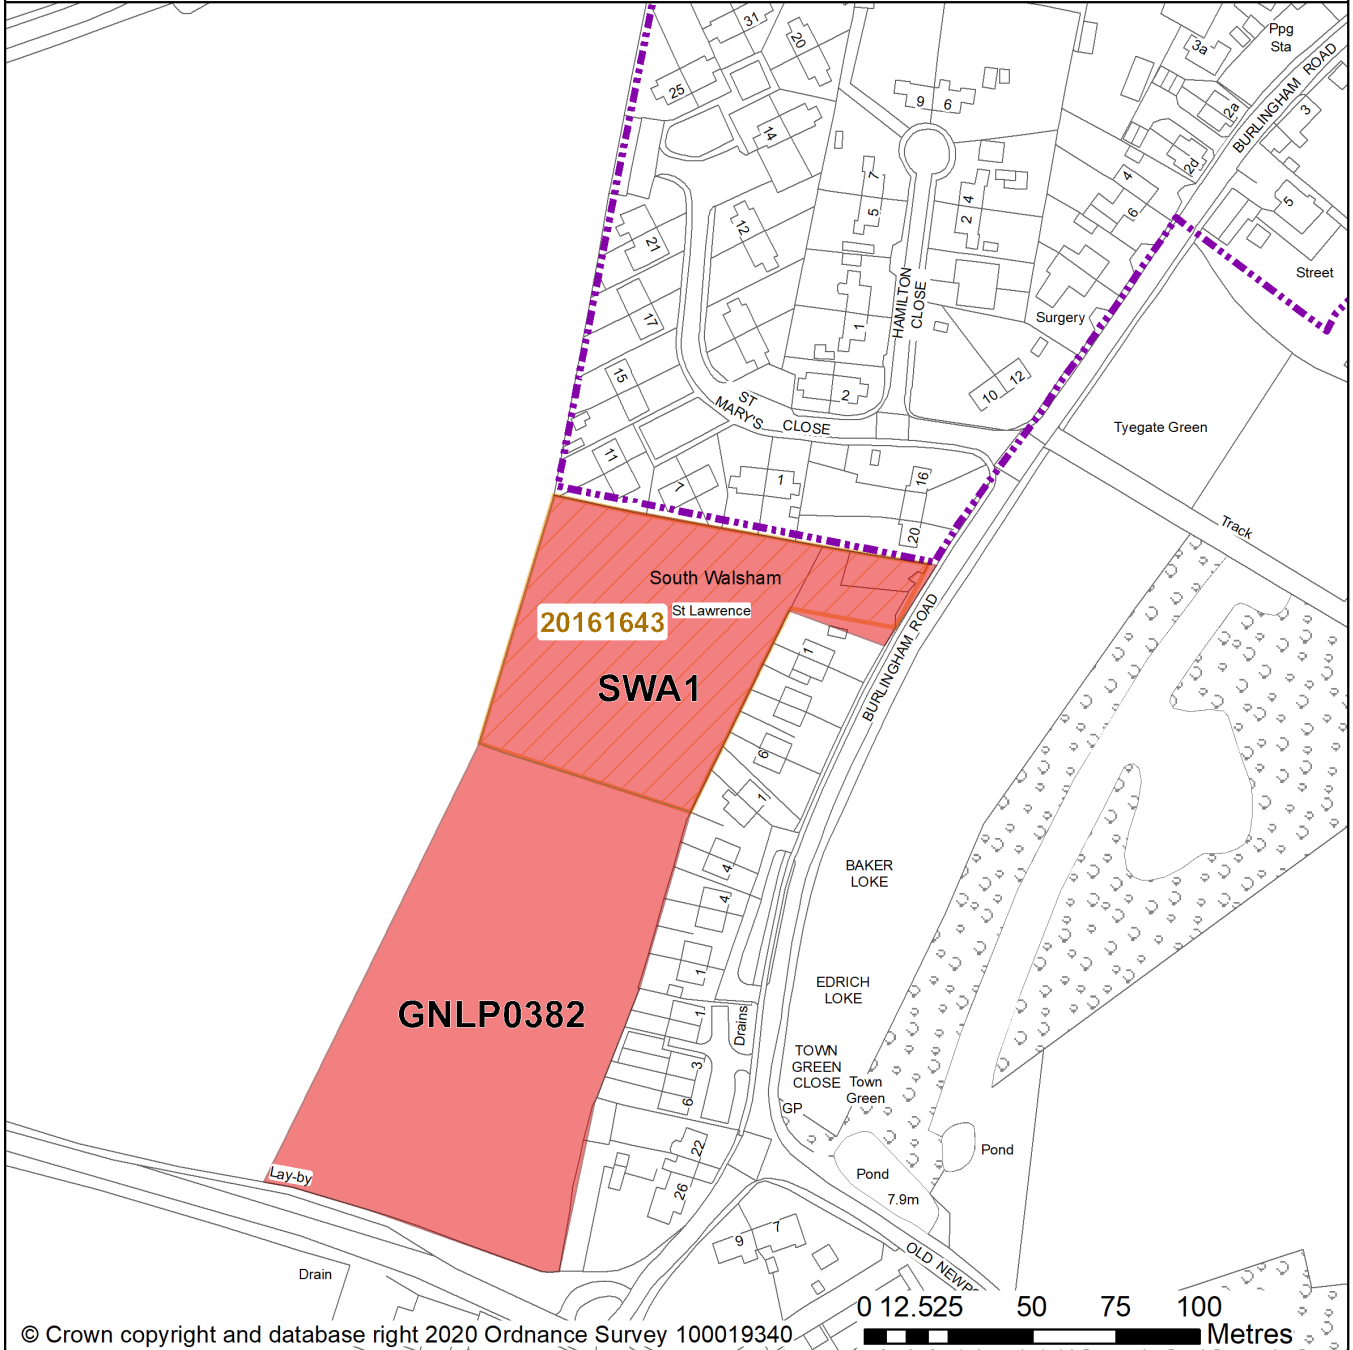 31
20
25
14
9 6
3a
Ppg
Sta
2a
3
BURLINGHAM ROAD
2d
4
6
5
Street
7
5
4
2
21
12
17
15
HAMILTON
CLOSE
1
2
Surgery
10 12
ST
MARY'S
CLOSE
Tyegate Green
11
7
1
16
20
Track
South Walsham
St Lawrence
20161643
SWA1
BURLINGHAM ROAD
1
6
1
4
4
BAKER
LOKE
1
EDRICH
LOKE
GNLP0382
1
Drains
3
6
TOWN
GREEN
CLOSE
Town
Green
GP
22
26
Pond
Pond
7.9m
Lay-by
9 7
OLD NEWPO
Drain
0 12.525 50 75 100
Metres
© Crown copyright and database right 2020 Ordnance Survey 100019340